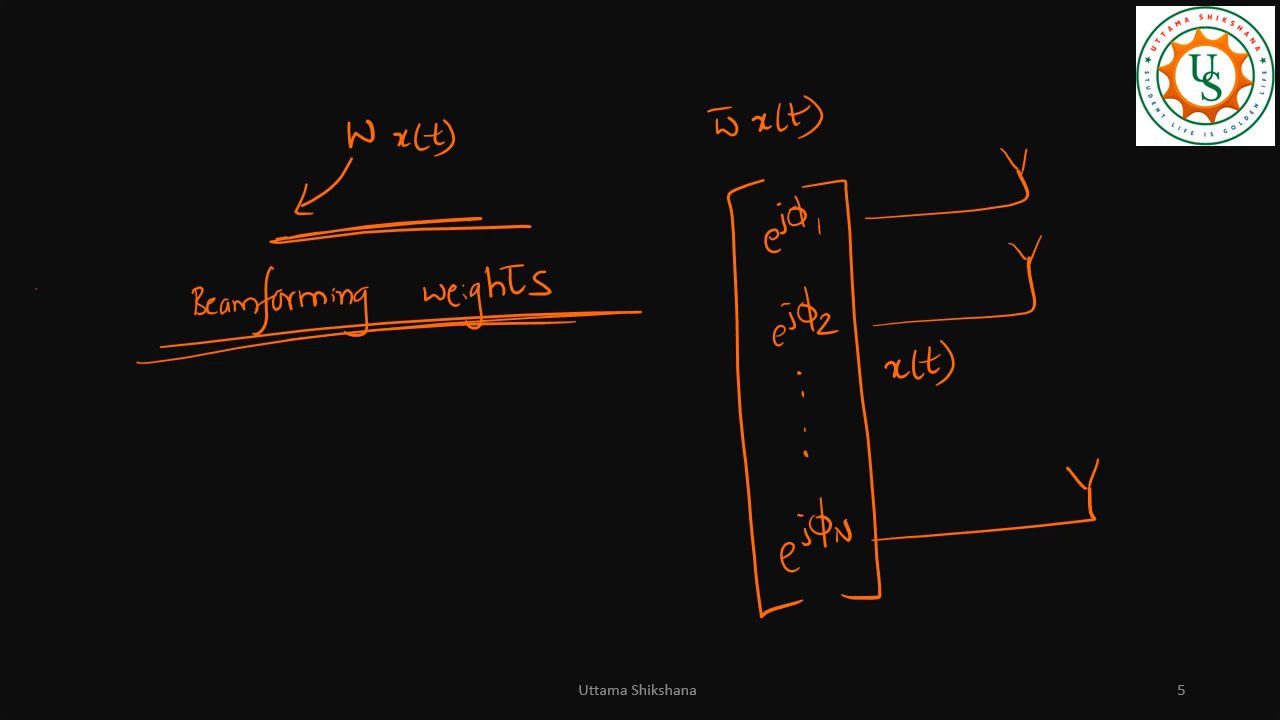 W x(t)
Beamforming weights
w̄ x(t)
e^jϕ1
e^jϕ2
x(t)
e^jϕN
UTTAMA SHIKSHANA
US
STUDENT LIFE IS GOLDEN LIFE
Uttama Shikshana
5